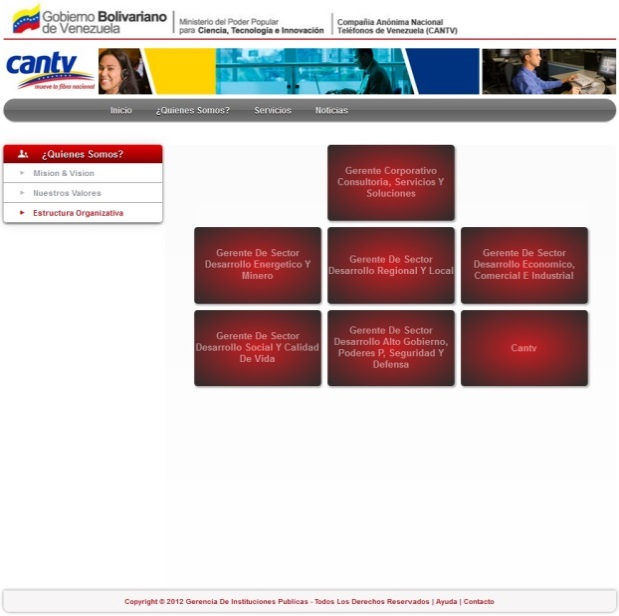 Gobierno Bolivariano
de Venezuela
Ministerio del Poder Popular
para Ciencia, Tecnología e Innovación
Compañía Anónima Nacional
Teléfonos de Venezuela (CANTV)
cantv
mueve la fibra nacional
Inicio ¿Quienes Somos? Servicios Noticias
¿Quienes Somos?
Mision & Vision
Nuestros Valores
Estructura Organizativa
Gerente Corporativo
Consultoria, Servicios Y
Soluciones
Gerente De Sector
Desarrollo Energetico Y
Minero
Gerente De Sector
Desarrollo Regional Y Local
Gerente De Sector
Desarrollo Economico,
Comercial E Industrial
Gerente De Sector
Desarrollo Social Y Calidad
De Vida
Gerente De Sector
Desarrollo Alto Gobierno,
Poderes P, Seguridad Y
Defensa
Cantv
Copyright © 2012 Gerencia De Instituciones Publicas - Todos Los Derechos Reservados | Ayuda | Contacto